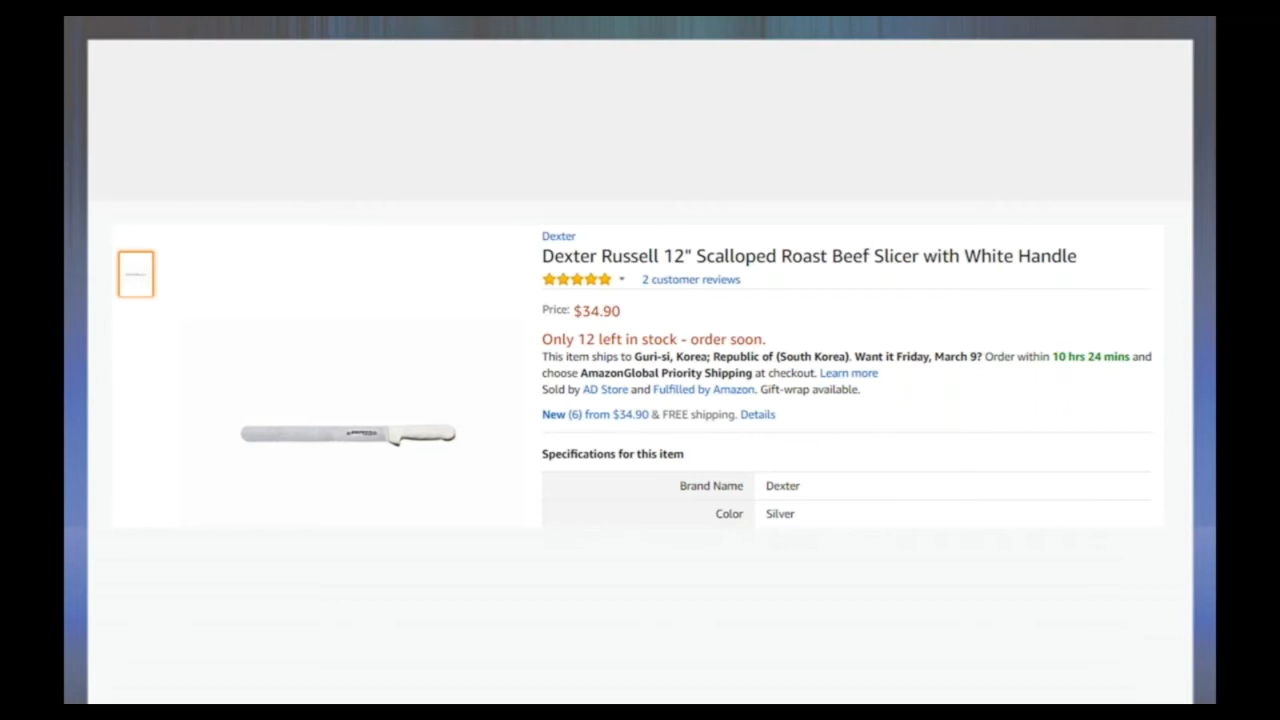 Dexter
Dexter Russell 12" Scalloped Roast Beef Slicer with White Handle
2 customer reviews
Price: $34.90
Only 12 left in stock - order soon.
This item ships to Guri-si, Korea; Republic of (South Korea). Want it Friday, March 9? Order within 10 hrs 24 mins and
choose AmazonGlobal Priority Shipping at checkout. Learn more
Sold by AD Store and Fulfilled by Amazon. Gift-wrap available.
New (6) from $34.90 & FREE shipping. Details
Specifications for this item
Brand Name Dexter
Color Silver